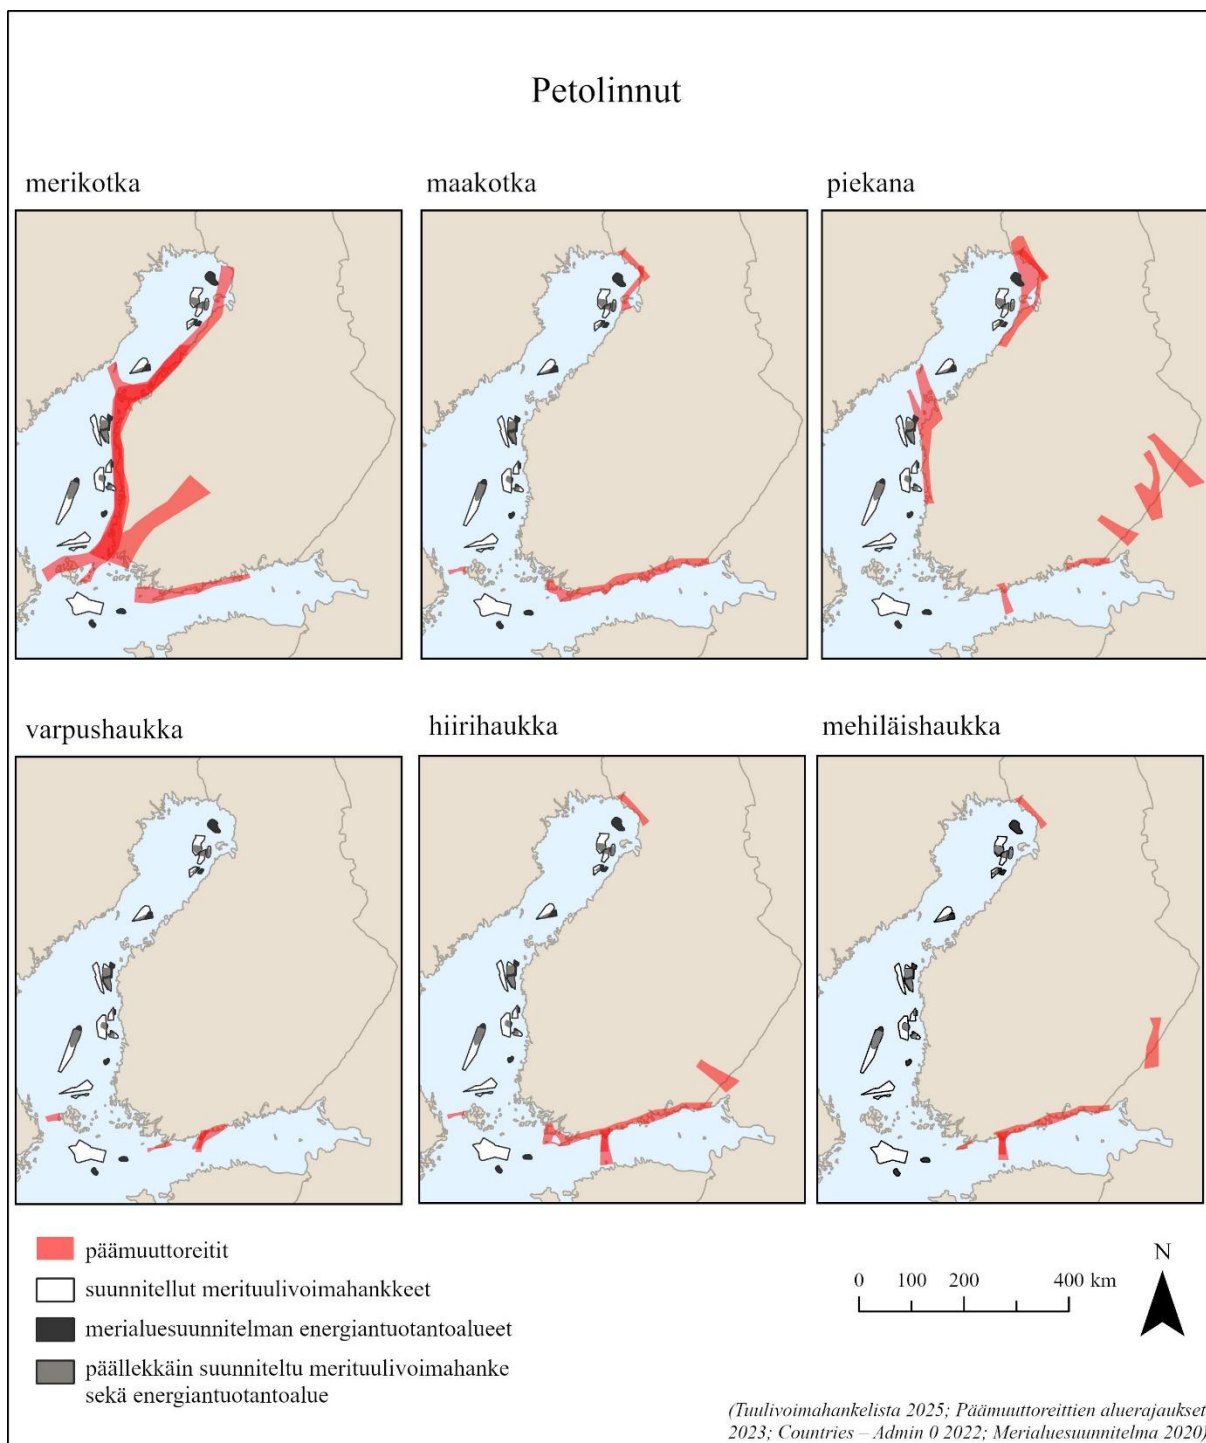 Petolinnut
merikotka
maakotka
piekana
varpushaukka
hiirihaukka
mehiläishaukka
päämuuttoreitit
suunnitellut merituulivoimahankkeet
merialuesuunnitelman energiantuotantoalueet
päällekkäin suunniteltu merituulivoimahanke
sekä energiantuotantoalue
0 100 200 400 km
N
(Tuulivoimahankelista 2025; Päämuuttoreittien aluerajaukset
2023; Countries – Admin 0 2022; Merialuesuunnitelma 2020)